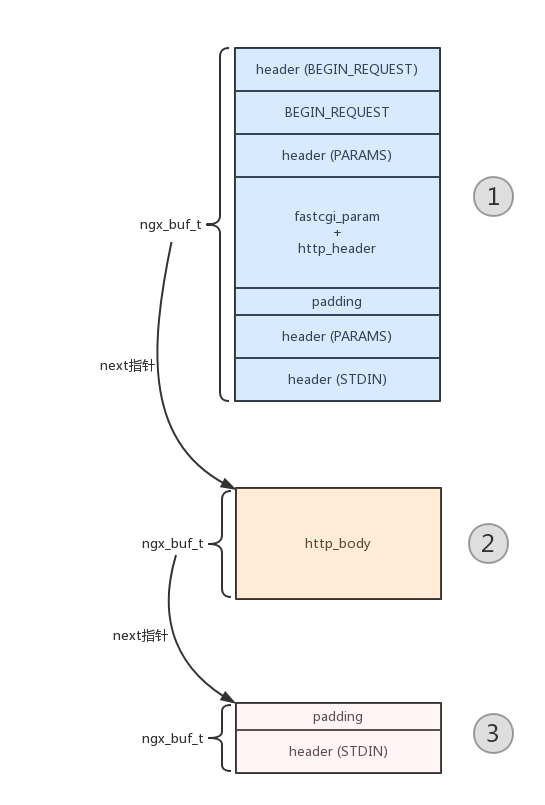 header (BEGIN_REQUEST)
BEGIN_REQUEST
header (PARAMS)
1
fastcgi_param
+
http_header
ngx_buf_t
padding
header (PARAMS)
next指针
header (STDIN)
ngx_buf_t
http_body
2
next指针
padding
ngx_buf_t
3
header (STDIN)